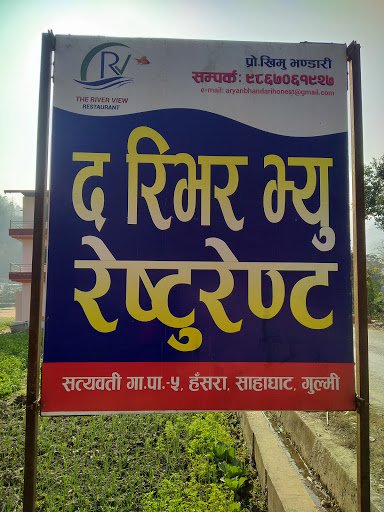 प्रो.खिमु भण्डारी
सम्पर्क: ९८६७०६१९२७
e-mail: aryanbhandarihonest@gmail.com
RV
THE RIVER VIEW
RESTAURANT
द रिभर भ्यु
रेष्टुरेण्ट
सत्यवती गा.पा.-५, हँसरा, साहाघाट, गुल्मी